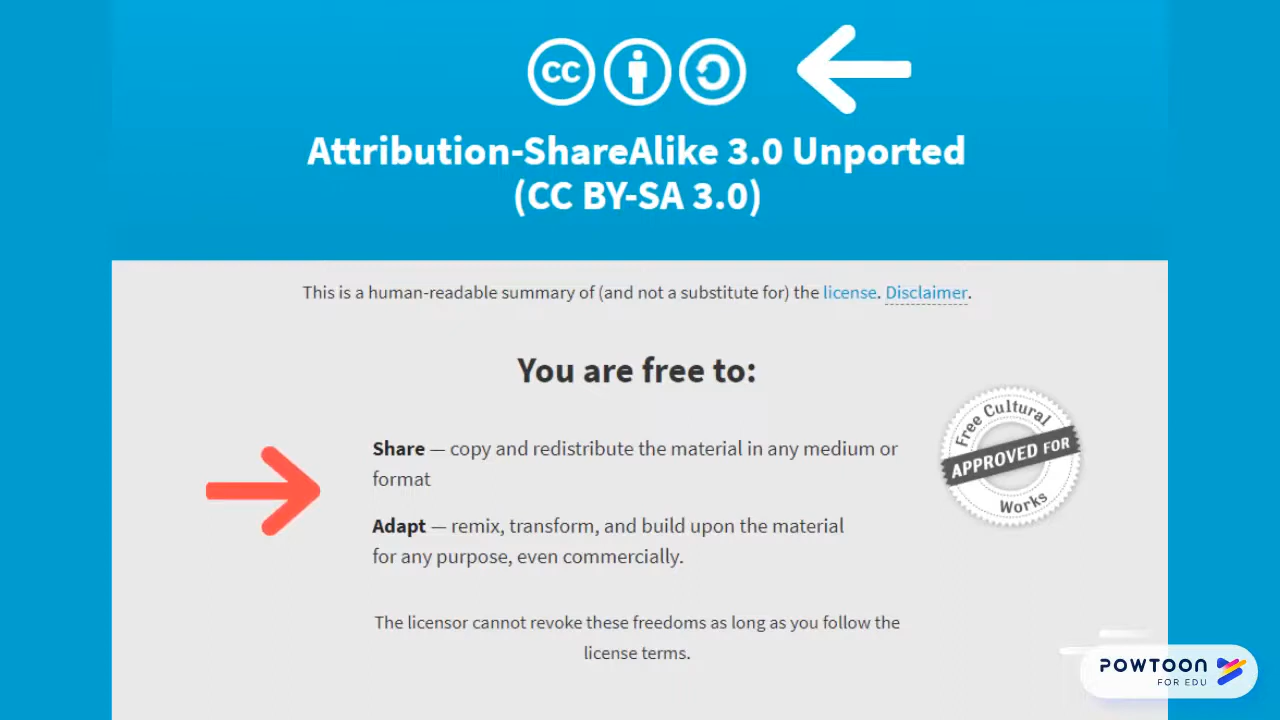 cc
Attribution-ShareAlike 3.0 Unported
(CC BY-SA 3.0)
This is a human-readable summary of (and not a substitute for) the license. Disclaimer.
You are free to:
Share — copy and redistribute the material in any medium or
format
Adapt — remix, transform, and build upon the material
for any purpose, even commercially.
Free Cultural
APPROVED FOR
Works
The licensor cannot revoke these freedoms as long as you follow the
license terms.
POWTOON
FOR EDU